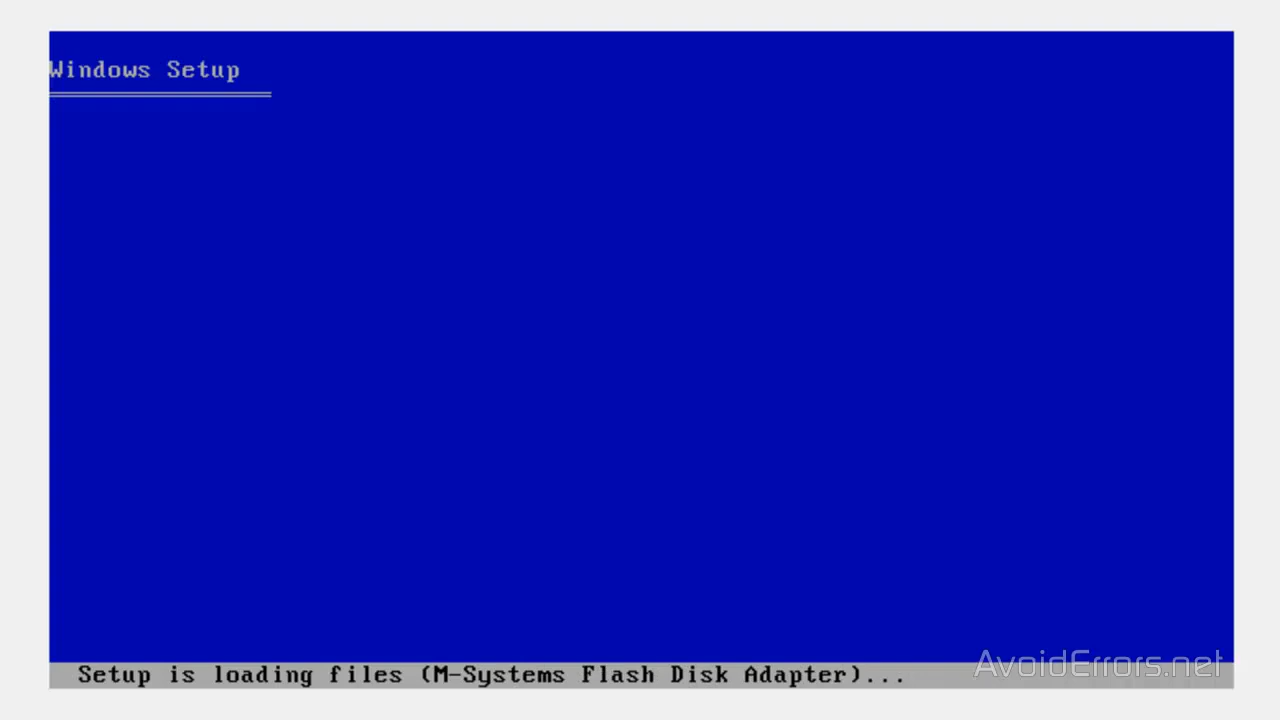 Windows Setup
Setup is loading files (M-Systems Flash Disk Adapter)...
AvoidErrors.net